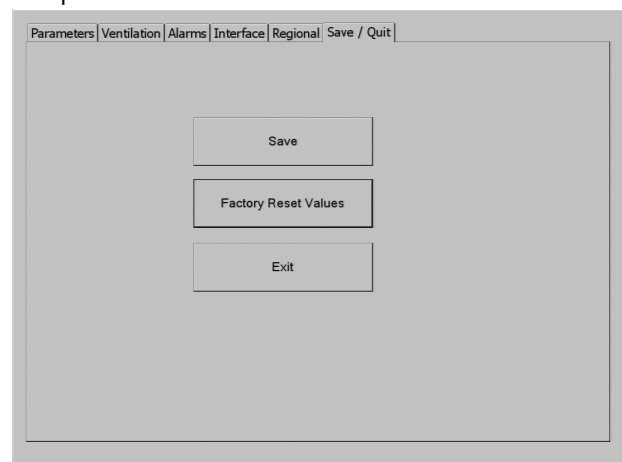 Parameters Ventilation Alarms Interface Regional Save / Quit
Save
Factory Reset Values
Exit